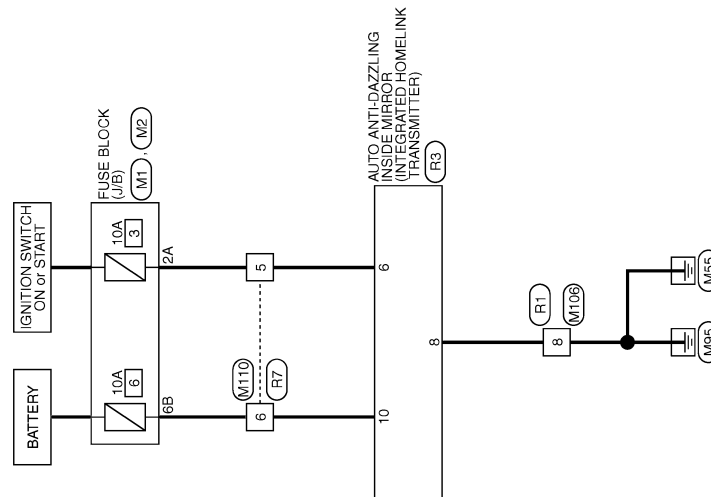 IGNITION SWITCH
ON or START
BATTERY
FUSE BLOCK
(J/B)
M1 , M2
10A
3
2A
10A
6
6B
5
M110
R7
6
AUTO ANTI-DAZZLING
INSIDE MIRROR
(INTEGRATED HOMELINK
TRANSMITTER)
R3
6
8
10
R1
M106
8
M55
M95